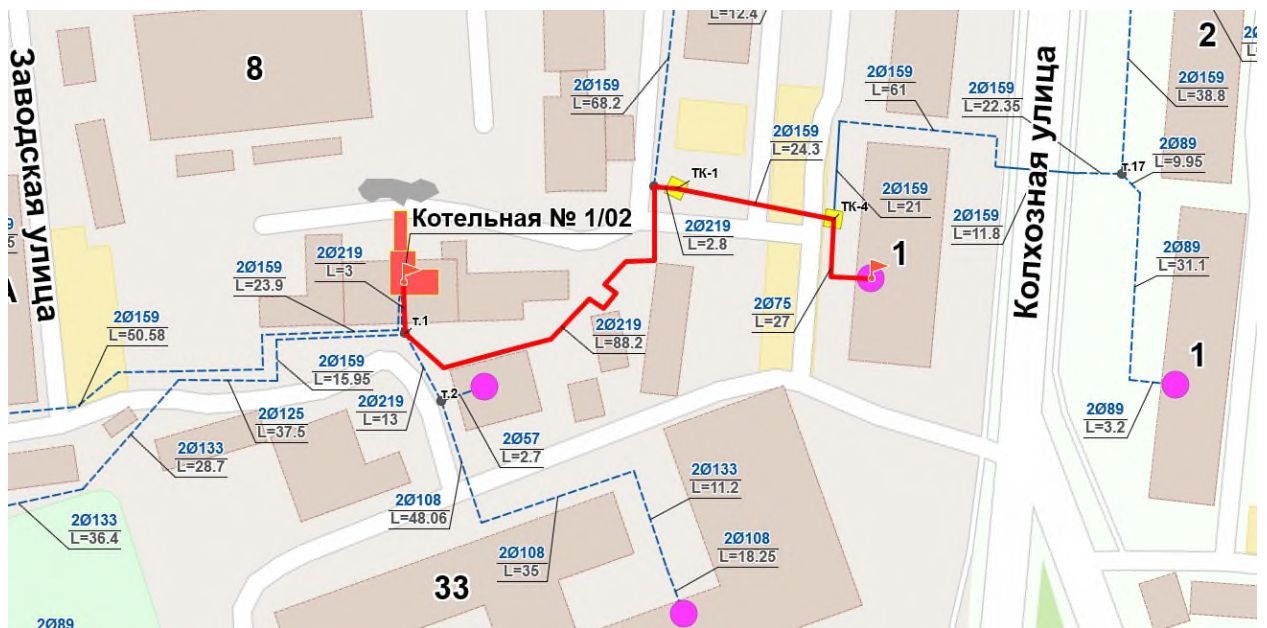 L=12.4
2
8
2Ø159
L=68.2
2Ø159
L=61
2Ø159
L=22.35
2Ø159
L=38.8
Заводская улица
Колхозная улица
2Ø159
L=24.3
2Ø89
L=9.95
т.17
ТК-1
ТК-4
2Ø159
L=21
Котельная № 1/02
2Ø219
L=2.8
2Ø159
L=11.8
1
2Ø219
L=3
2Ø89
L=31.1
2Ø159
L=23.9
2Ø75
L=27
2Ø159
L=50.58
т.1
2Ø219
L=88.2
1
2Ø159
L=15.95
2Ø219
L=13
т.2
2Ø89
L=3.2
2Ø125
L=37.5
2Ø57
L=2.7
2Ø133
L=28.7
2Ø133
L=11.2
2Ø108
L=48.06
2Ø133
L=36.4
2Ø108
L=35
2Ø108
L=18.25
33
2Ø89